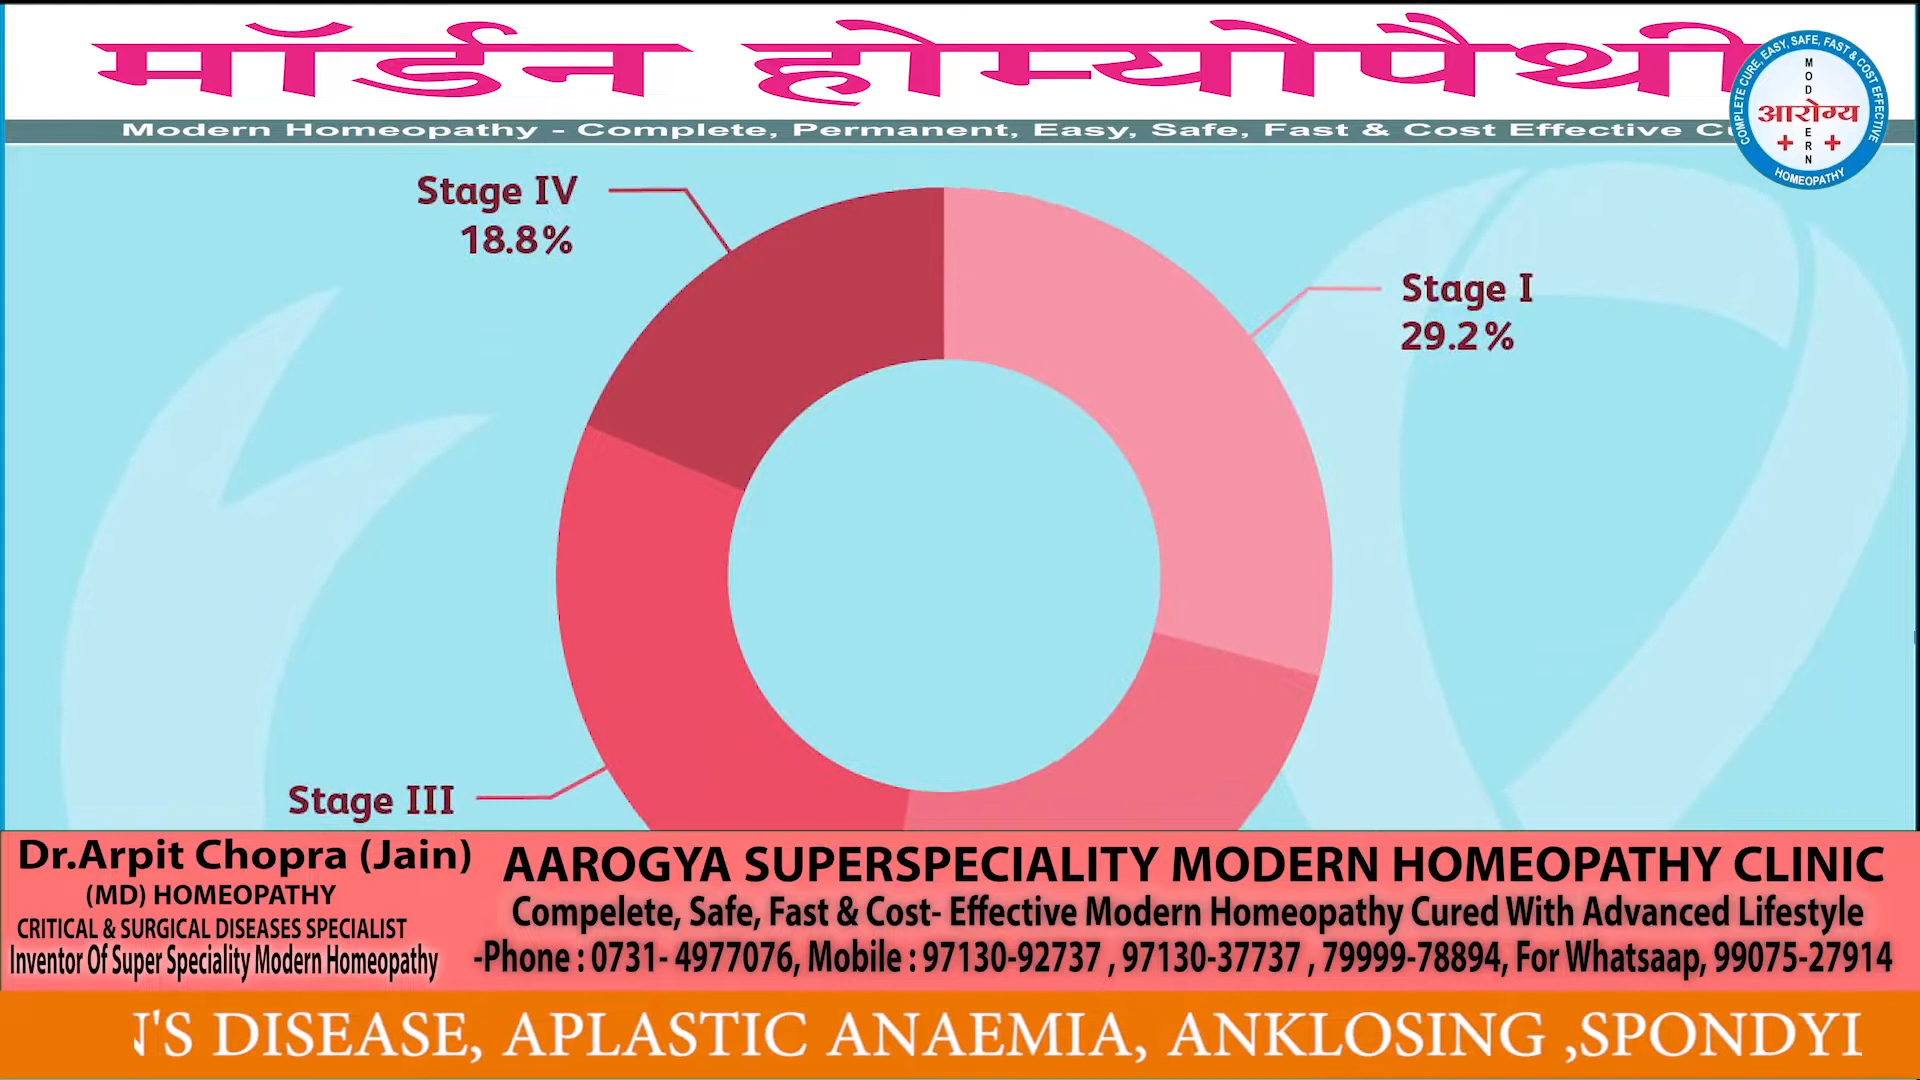 मॉर्डन होम्योपैथी
Modern Homeopathy - Complete, Permanent, Easy, Safe, Fast & Cost Effective
COMPLETE CURE, EASY, SAFE, FAST & COST EFFECTIVE
MODERN
आरोग्य
HOMEOPATHY
Stage IV
18.8%
Stage I
29.2%
Stage III
Dr.Arpit Chopra (Jain)
(MD) HOMEOPATHY
CRITICAL & SURGICAL DISEASES SPECIALIST
Inventor Of Super Speciality Modern Homeopathy
AAROGYA SUPERSPECIALITY MODERN HOMEOPATHY CLINIC
Compelete, Safe, Fast & Cost- Effective Modern Homeopathy Cured With Advanced Lifestyle
-Phone : 0731- 4977076, Mobile : 97130-92737 , 97130-37737 , 79999-78894, For Whatsaap, 99075-27914
'S DISEASE, APLASTIC ANAEMIA, ANKLOSING ,SPONDYI